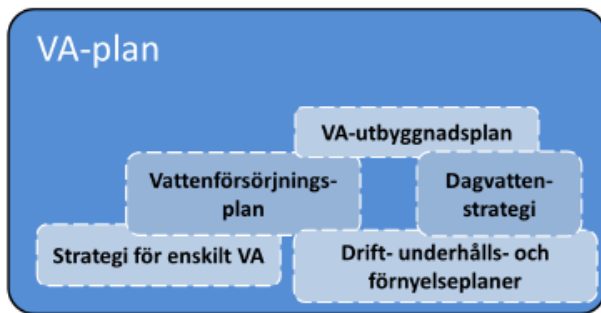 VA-plan
VA-utbyggnadsplan
Vattenförsörjnings-
plan
Dagvatten-
strategi
Strategi för enskilt VA
Drift- underhålls- och
förnyelseplaner